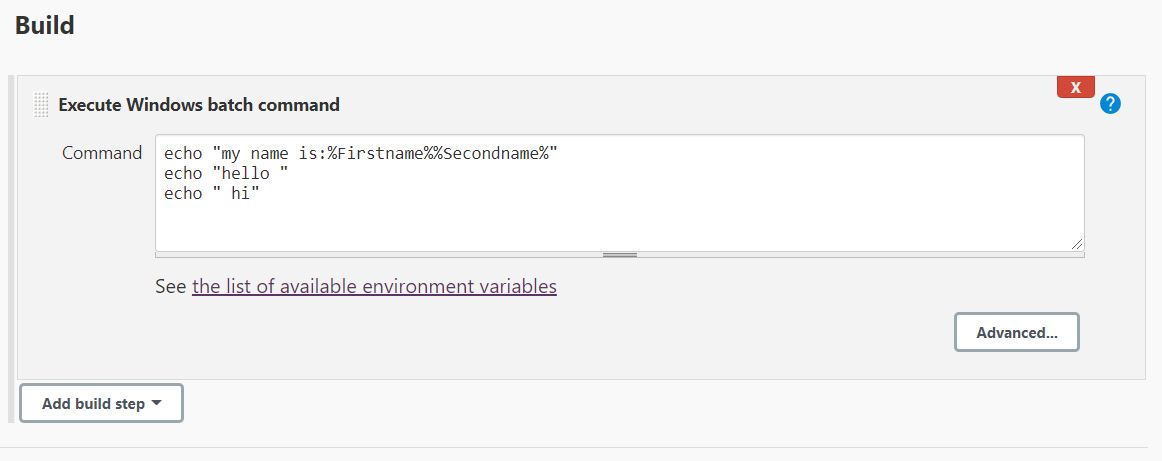 Build
Execute Windows batch command
X
?
Command
echo "my name is:%Firstname%%Secondname%"
echo "hello "
echo " hi"
See the list of available environment variables
Advanced...
Add build step